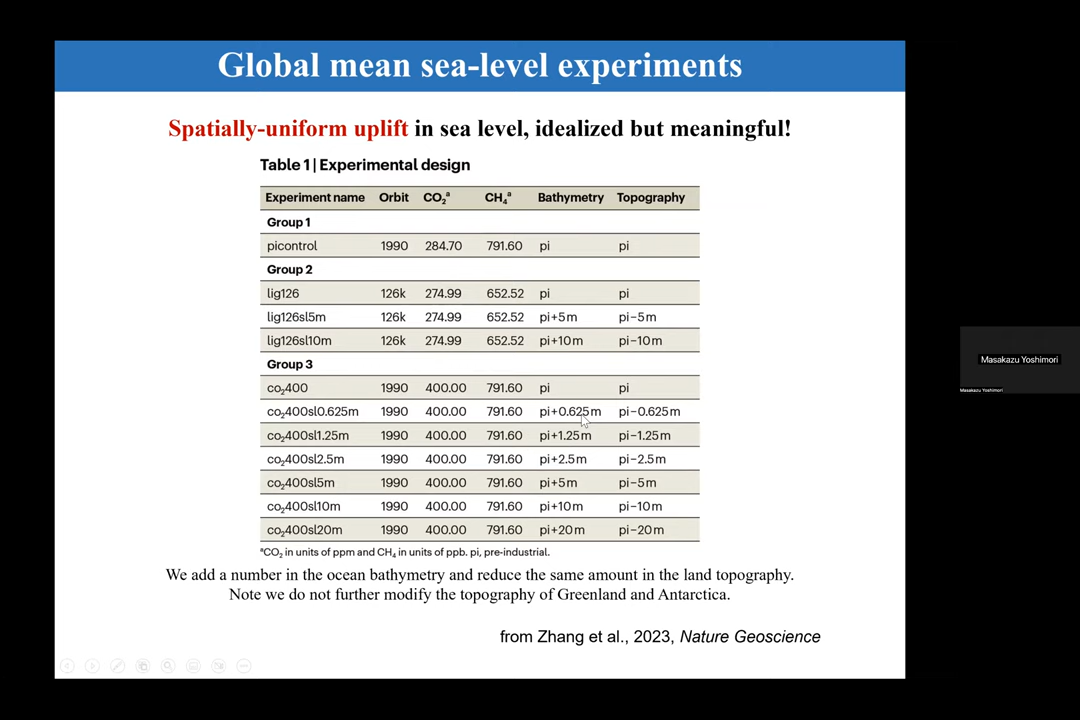 Global mean sea-level experiments
Spatially-uniform uplift in sea level, idealized but meaningful!
Table 1 | Experimental design
Experiment name Orbit CO₂ᵃ CH₄ᵃ Bathymetry Topography
Group 1
picontrol 1990 284.70 791.60 pi pi
Group 2
lig126 126k 274.99 652.52 pi pi
lig126sl5m 126k 274.99 652.52 pi+5m pi−5m
lig126sl10m 126k 274.99 652.52 pi+10m pi−10m
Group 3
co₂400 1990 400.00 791.60 pi pi
co₂400sl0.625m 1990 400.00 791.60 pi+0.625m pi−0.625m
co₂400sl1.25m 1990 400.00 791.60 pi+1.25m pi−1.25m
co₂400sl2.5m 1990 400.00 791.60 pi+2.5m pi−2.5m
co₂400sl5m 1990 400.00 791.60 pi+5m pi−5m
co₂400sl10m 1990 400.00 791.60 pi+10m pi−10m
co₂400sl20m 1990 400.00 791.60 pi+20m pi−20m
ᵃCO₂ in units of ppm and CH₄ in units of ppb. pi, pre-industrial.
We add a number in the ocean bathymetry and reduce the same amount in the land topography.
Note we do not further modify the topography of Greenland and Antarctica.
from Zhang et al., 2023, Nature Geoscience
Masakazu Yoshimori
Masakazu Yoshimori